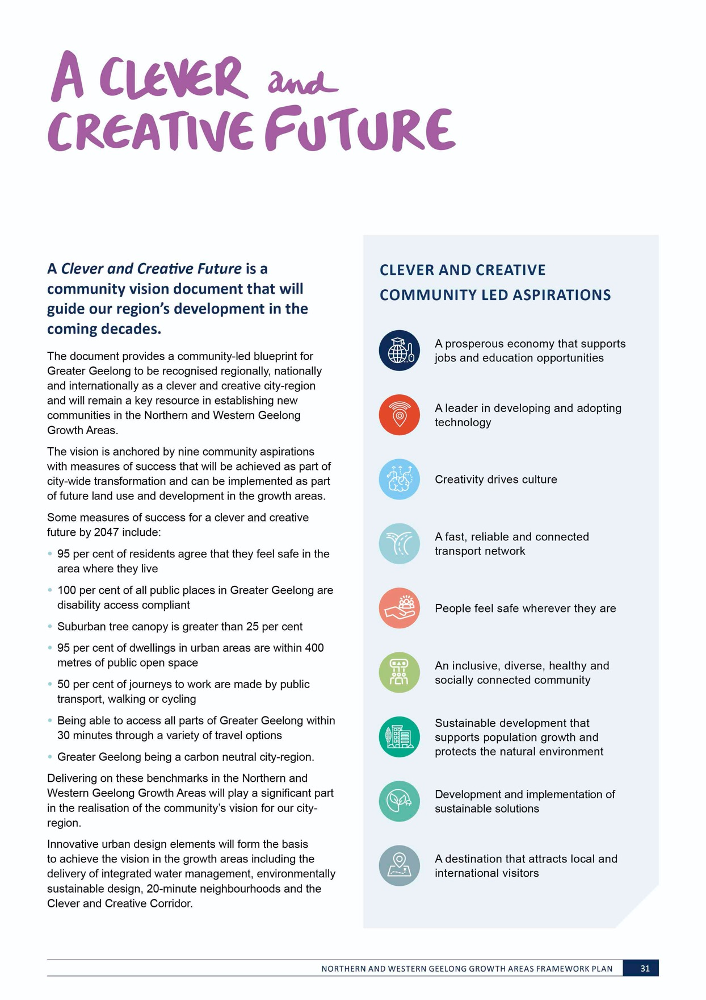 A CLEVER and
CREATIVE FUTURE
A Clever and Creative Future is a
community vision document that will
guide our region’s development in the
coming decades.
The document provides a community-led blueprint for
Greater Geelong to be recognised regionally, nationally
and internationally as a clever and creative city-region
and will remain a key resource in establishing new
communities in the Northern and Western Geelong
Growth Areas.
The vision is anchored by nine community aspirations
with measures of success that will be achieved as part of
city-wide transformation and can be implemented as part
of future land use and development in the growth areas.
Some measures of success for a clever and creative
future by 2047 include:
• 95 per cent of residents agree that they feel safe in the
area where they live
• 100 per cent of all public places in Greater Geelong are
disability access compliant
• Suburban tree canopy is greater than 25 per cent
• 95 per cent of dwellings in urban areas are within 400
metres of public open space
• 50 per cent of journeys to work are made by public
transport, walking or cycling
• Being able to access all parts of Greater Geelong within
30 minutes through a variety of travel options
• Greater Geelong being a carbon neutral city-region.
Delivering on these benchmarks in the Northern and
Western Geelong Growth Areas will play a significant part
in the realisation of the community’s vision for our city-
region.
Innovative urban design elements will form the basis
to achieve the vision in the growth areas including the
delivery of integrated water management, environmentally
sustainable design, 20-minute neighbourhoods and the
Clever and Creative Corridor.
CLEVER AND CREATIVE
COMMUNITY LED ASPIRATIONS
A prosperous economy that supports
jobs and education opportunities
A leader in developing and adopting
technology
Creativity drives culture
A fast, reliable and connected
transport network
People feel safe wherever they are
An inclusive, diverse, healthy and
socially connected community
Sustainable development that
supports population growth and
protects the natural environment
Development and implementation of
sustainable solutions
A destination that attracts local and
international visitors
NORTHERN AND WESTERN GEELONG GROWTH AREAS FRAMEWORK PLAN 31